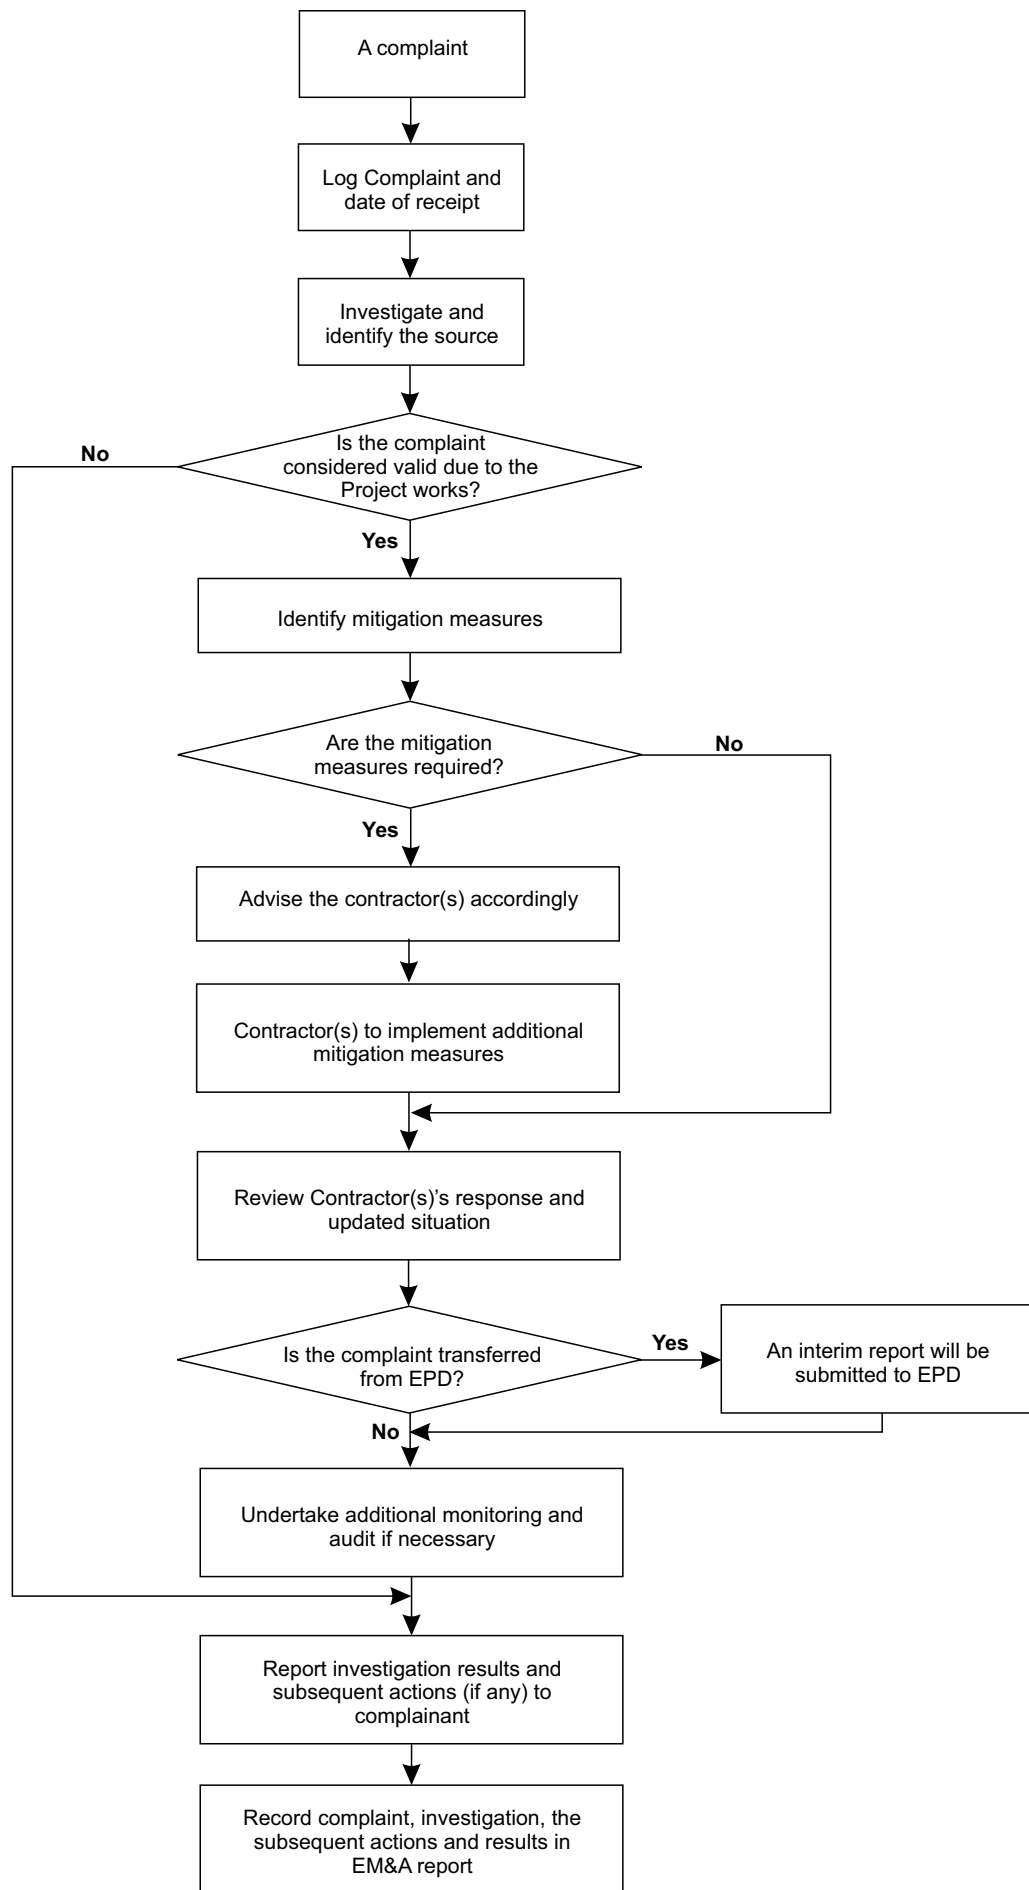 A complaint
Log Complaint and
date of receipt
Investigate and
identify the source
Is the complaint
considered valid due to the
Project works?
No
Yes
Identify mitigation measures
Are the mitigation
measures required?
No
Yes
Advise the contractor(s) accordingly
Contractor(s) to implement additional
mitigation measures
Review Contractor(s)’s response and
updated situation
Is the complaint transferred
from EPD?
Yes
An interim report will be
submitted to EPD
No
Undertake additional monitoring and
audit if necessary
Report investigation results and
subsequent actions (if any) to
complainant
Record complaint, investigation, the
subsequent actions and results in
EM&A report